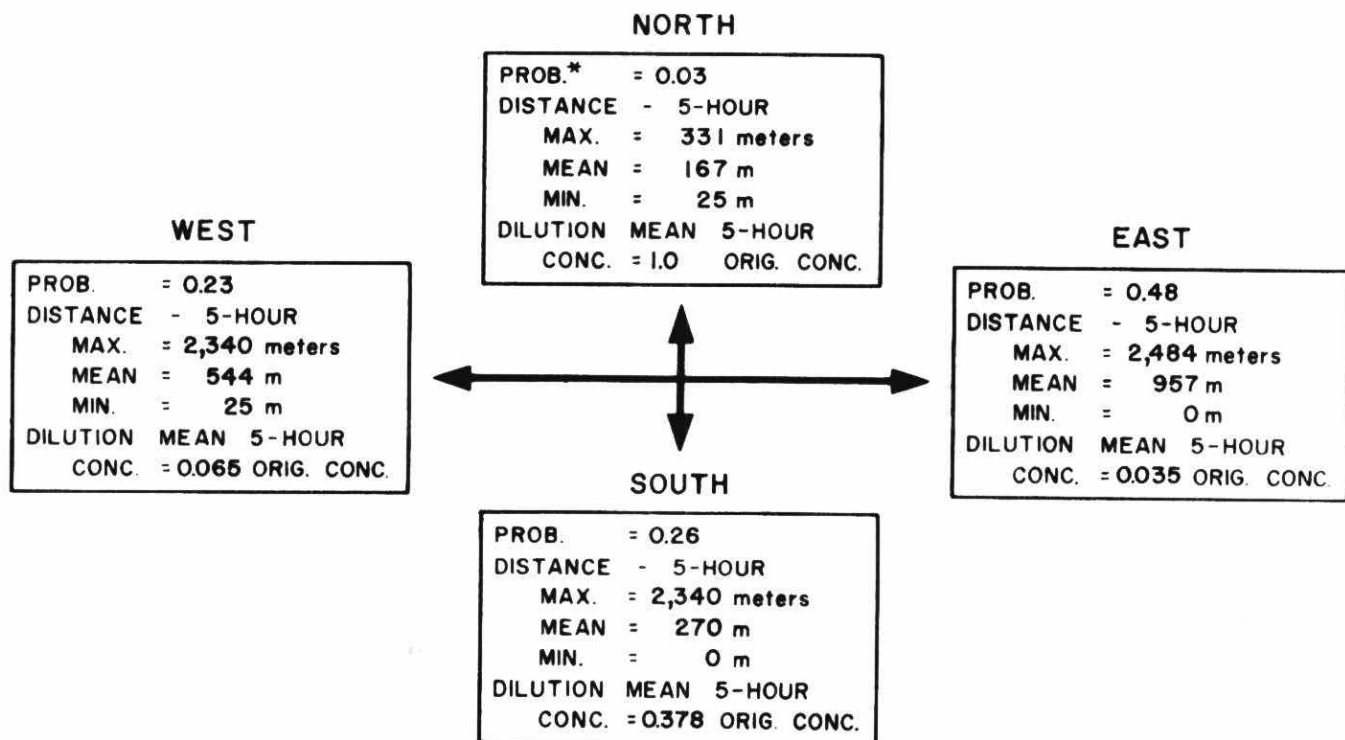 NORTH
PROB.* = 0.03
DISTANCE - 5-HOUR
MAX. = 331 meters
MEAN = 167 m
MIN. = 25 m
DILUTION MEAN 5-HOUR
CONC. = 1.0 ORIG. CONC.
WEST
PROB. = 0.23
DISTANCE - 5-HOUR
MAX. = 2,340 meters
MEAN = 544 m
MIN. = 25 m
DILUTION MEAN 5-HOUR
CONC. = 0.065 ORIG. CONC.
EAST
PROB. = 0.48
DISTANCE - 5-HOUR
MAX. = 2,484 meters
MEAN = 957 m
MIN. = 0 m
DILUTION MEAN 5-HOUR
CONC. = 0.035 ORIG. CONC.
SOUTH
PROB. = 0.26
DISTANCE - 5-HOUR
MAX. = 2,340 meters
MEAN = 270 m
MIN. = 0 m
DILUTION MEAN 5-HOUR
CONC. = 0.378 ORIG. CONC.